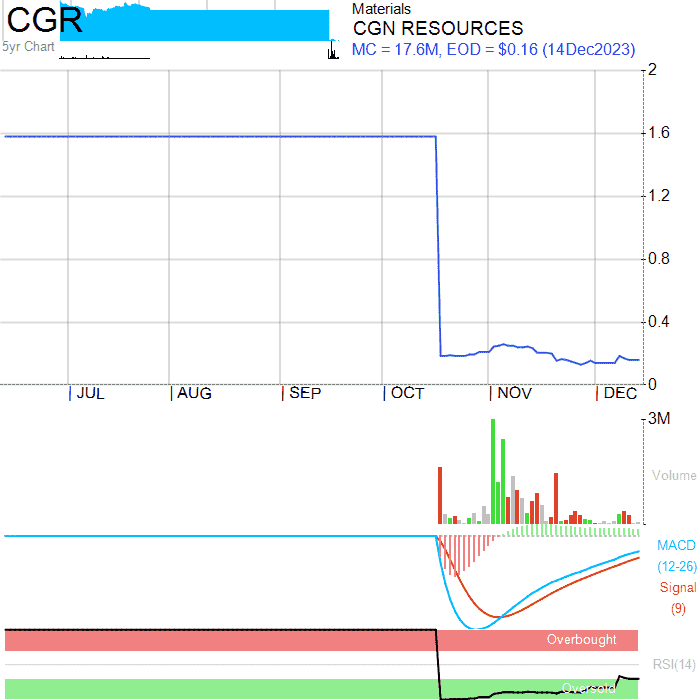 CGR
5yr Chart
Materials
CGN RESOURCES
MC = 17.6M, EOD = $0.16 (14Dec2023)
2
1.6
1.2
0.8
0.4
0
JUL AUG SEP OCT NOV DEC
3M
Volume
MACD
(12-26)
Signal
(9)
Overbought
RSI(14)
Oversold